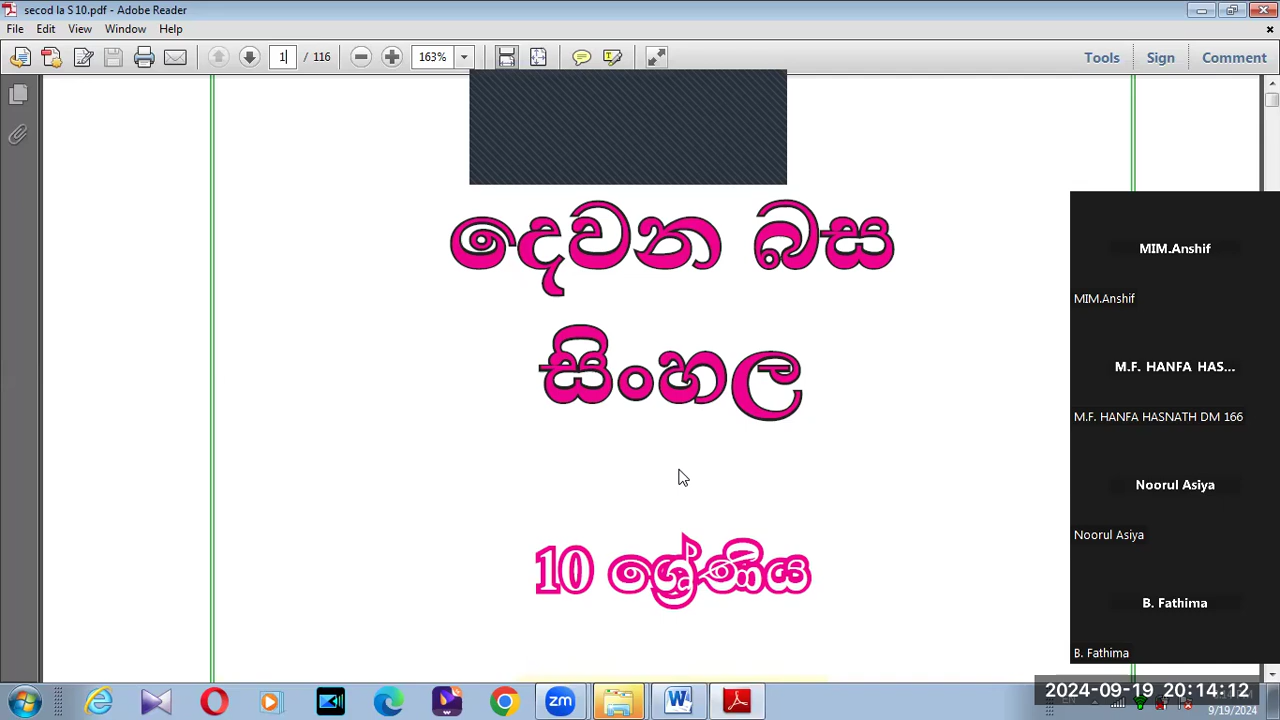 secod la S 10.pdf - Adobe Reader
File Edit View Window Help
1 / 116 163% Tools Sign Comment
දෙවන බස
සිංහල
10 ශ්‍රේණිය
MIM.Anshif
MIM.Anshif
M.F. HANFA HAS...
M.F. HANFA HASNATH DM 166
Noorul Asiya
Noorul Asiya
B. Fathima
B. Fathima
zm
2024-09-19 20:14:12
9/19/2024